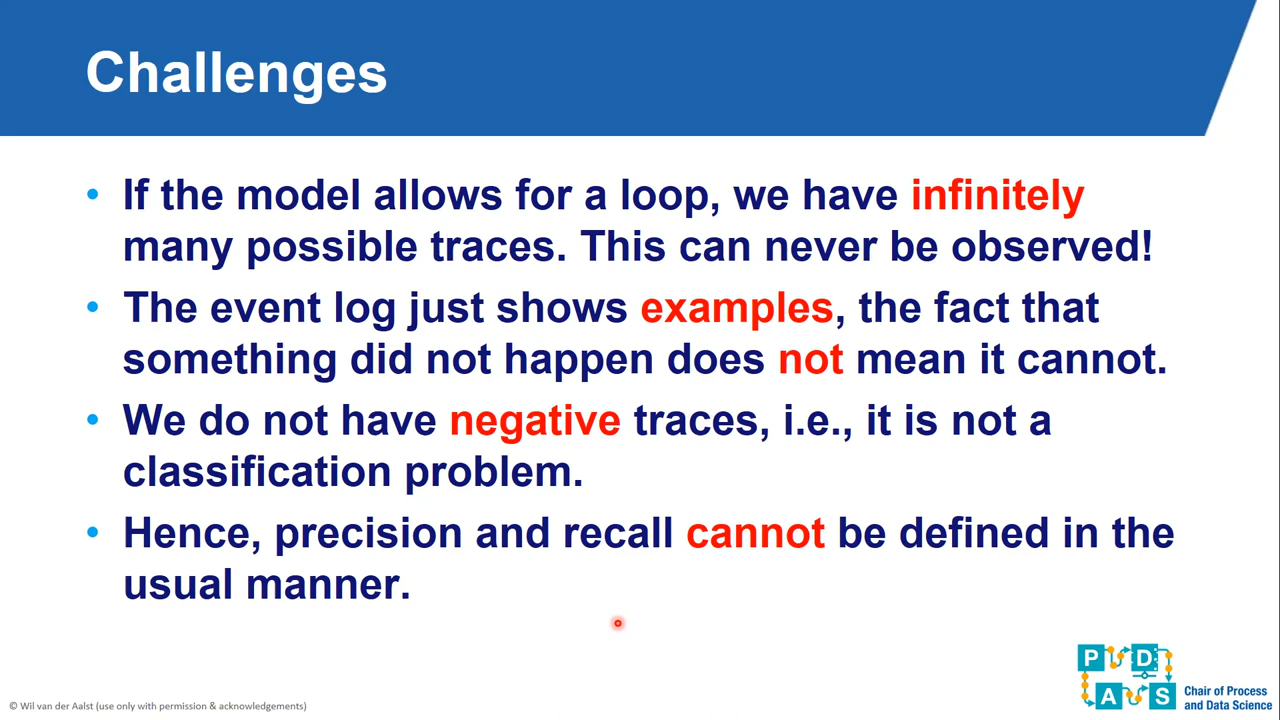 Challenges
• If the model allows for a loop, we have infinitely
many possible traces. This can never be observed!
• The event log just shows examples, the fact that
something did not happen does not mean it cannot.
• We do not have negative traces, i.e., it is not a
classification problem.
• Hence, precision and recall cannot be defined in the
usual manner.
P D
A S
Chair of Process
and Data Science
© Wil van der Aalst (use only with permission & acknowledgements)